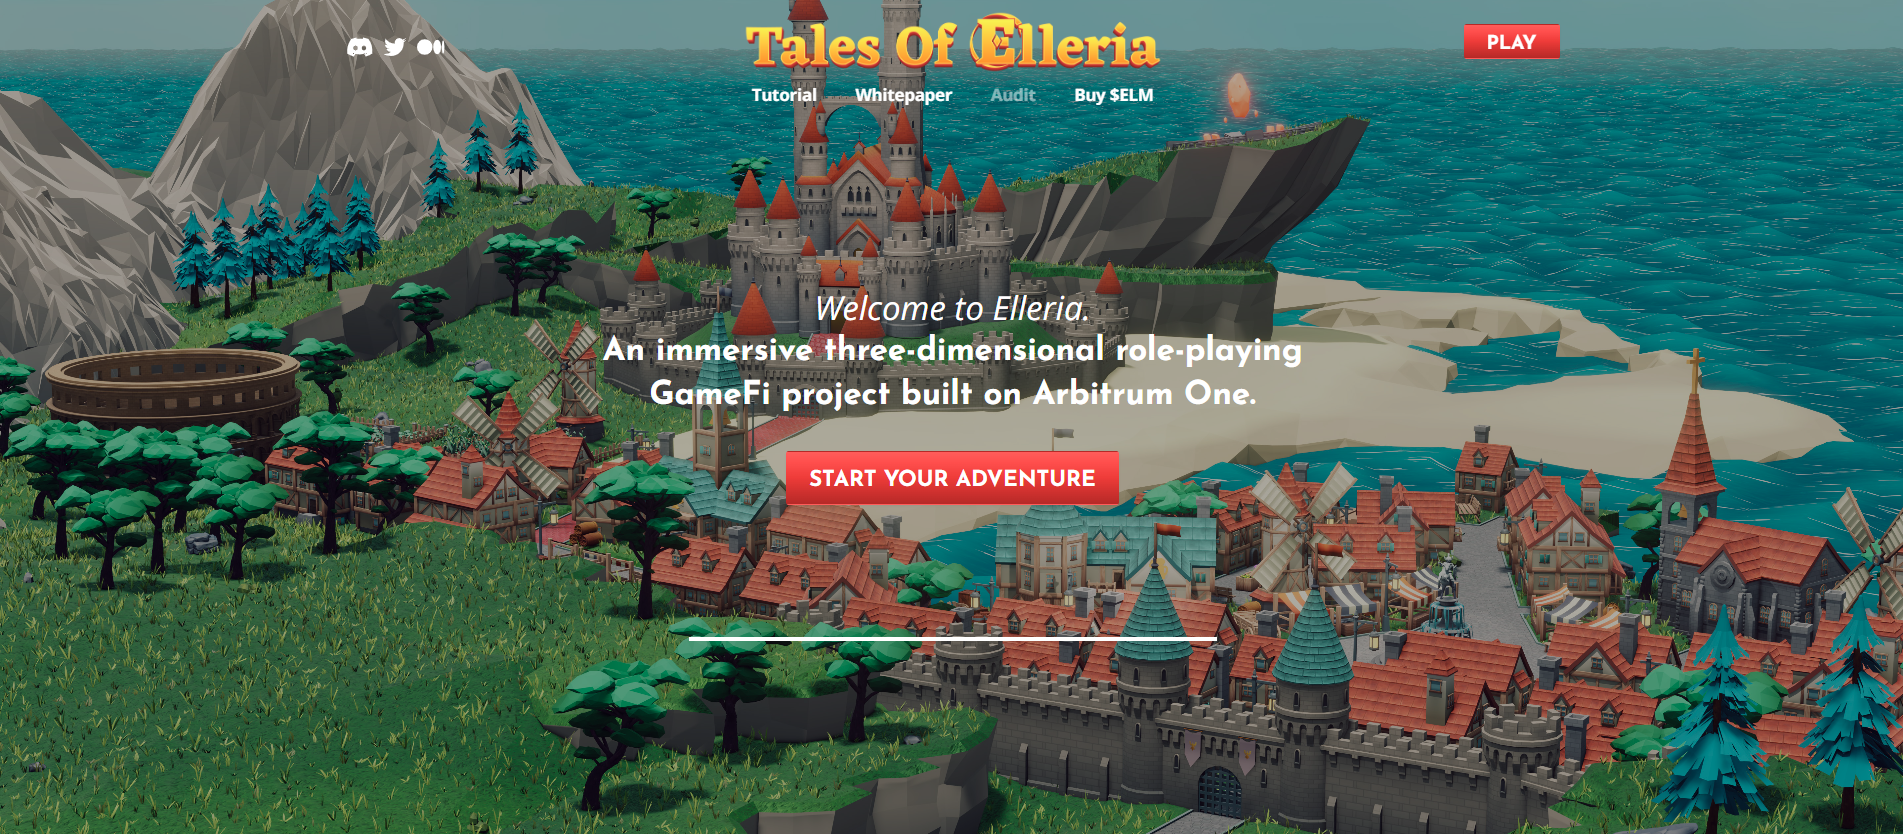 Tales Of Elleria
PLAY
Tutorial Whitepaper Audit Buy $ELM
Welcome to Elleria.
An immersive three-dimensional role-playing
GameFi project built on Arbitrum One.
START YOUR ADVENTURE